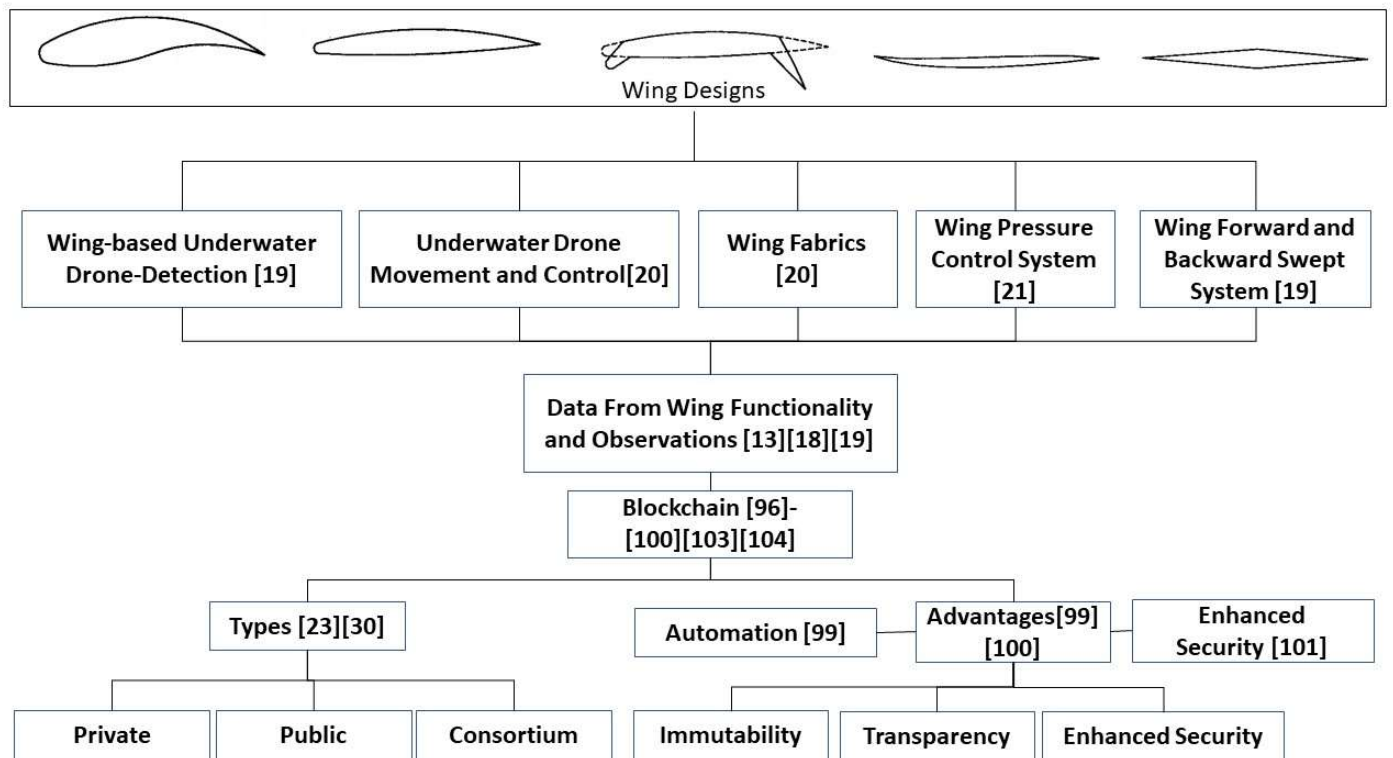 Wing Designs
Wing-based Underwater
Drone-Detection [19]
Underwater Drone
Movement and Control[20]
Wing Fabrics
[20]
Wing Pressure
Control System
[21]
Wing Forward and
Backward Swept
System [19]
Data From Wing Functionality
and Observations [13][18][19]
Blockchain [96]-
[100][103][104]
Types [23][30]
Automation [99]
Advantages[99]
[100]
Enhanced
Security [101]
Private
Public
Consortium
Immutability
Transparency
Enhanced Security